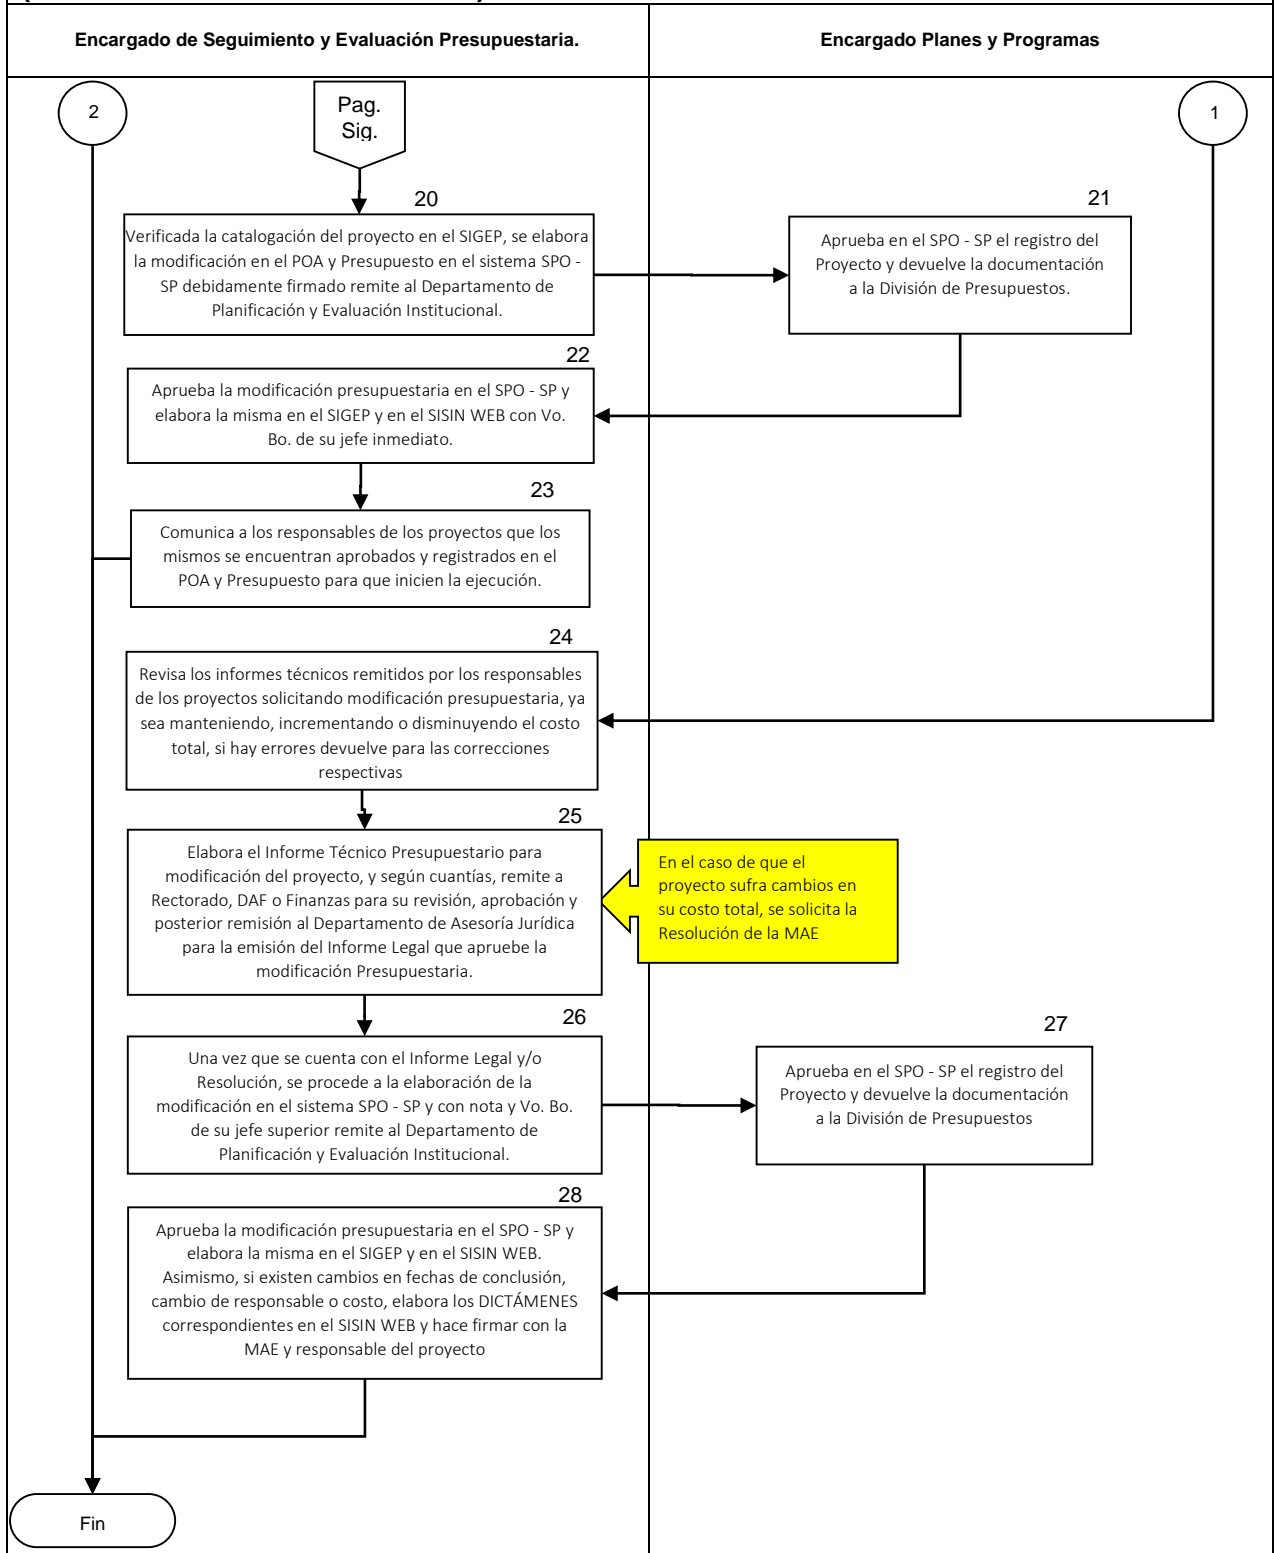 Encargado de Seguimiento y Evaluación Presupuestaria.
Encargado Planes y Programas
2
Pag.
Sig.
1
20
Verificada la catalogación del proyecto en el SIGEP, se elabora
la modificación en el POA y Presupuesto en el sistema SPO -
SP debidamente firmado remite al Departamento de
Planificación y Evaluación Institucional.
21
Aprueba en el SPO - SP el registro del
Proyecto y devuelve la documentación
a la División de Presupuestos.
22
Aprueba la modificación presupuestaria en el SPO - SP y
elabora la misma en el SIGEP y en el SISIN WEB con Vo.
Bo. de su jefe inmediato.
23
Comunica a los responsables de los proyectos que los
mismos se encuentran aprobados y registrados en el
POA y Presupuesto para que inicien la ejecución.
24
Revisa los informes técnicos remitidos por los responsables
de los proyectos solicitando modificación presupuestaria, ya
sea manteniendo, incrementando o disminuyendo el costo
total, si hay errores devuelve para las correcciones
respectivas
25
Elabora el Informe Técnico Presupuestario para
modificación del proyecto, y según cuantías, remite a
Rectorado, DAF o Finanzas para su revisión, aprobación y
posterior remisión al Departamento de Asesoría Jurídica
para la emisión del Informe Legal que apruebe la
modificación Presupuestaria.
En el caso de que el
proyecto sufra cambios en
su costo total, se solicita la
Resolución de la MAE
26
Una vez que se cuenta con el Informe Legal y/o
Resolución, se procede a la elaboración de la
modificación en el sistema SPO - SP y con nota y Vo. Bo.
de su jefe superior remite al Departamento de
Planificación y Evaluación Institucional.
27
Aprueba en el SPO - SP el registro del
Proyecto y devuelve la documentación
a la División de Presupuestos
28
Aprueba la modificación presupuestaria en el SPO - SP y
elabora la misma en el SIGEP y en el SISIN WEB.
Asimismo, si existen cambios en fechas de conclusión,
cambio de responsable o costo, elabora los DICTÁMENES
correspondientes en el SISIN WEB y hace firmar con la
MAE y responsable del proyecto
Fin